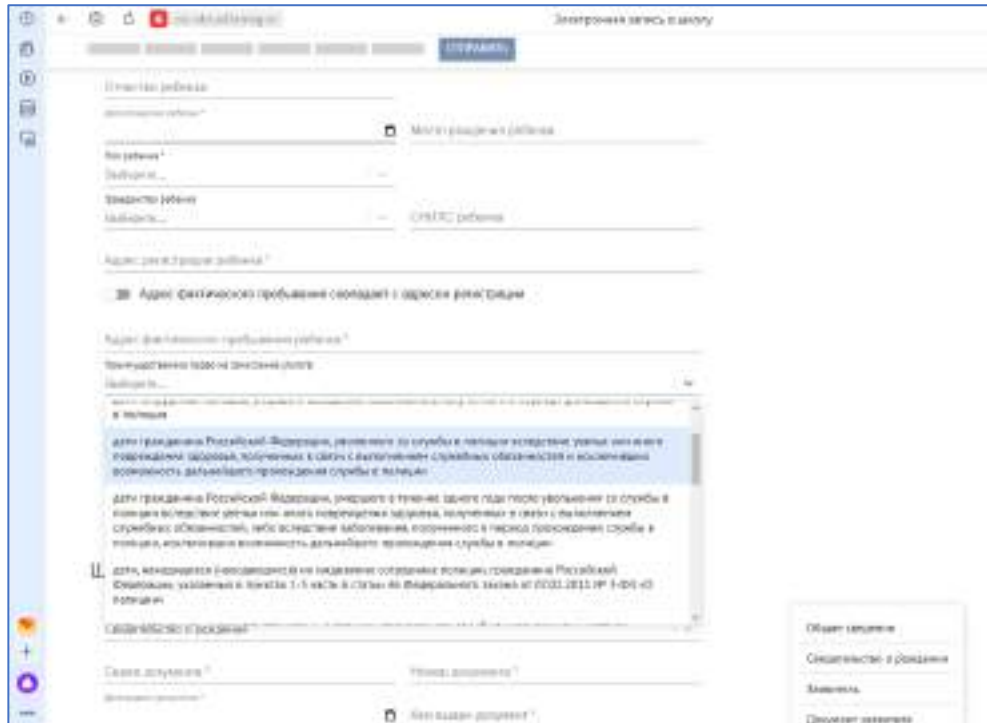 Электронная запись в школу
ОТПРАВИТЬ
Отчество ребенка
Дата рождения ребенка *
Место рождения ребенка
Пол ребенка *
Выберите...
Гражданство ребенка
Выберите...
СНИЛС ребенка
Адрес регистрации ребенка *
Адрес фактического пребывания совпадает с адресом регистрации
Адрес фактического пребывания ребенка *
Преимущественное право на зачисление
Выберите...
в полиции
дети гражданина Российской Федерации, уволенного со службы в полиции вследствие увечья или иного
повреждения здоровья, полученных в связи с выполнением служебных обязанностей и исключивших
возможность дальнейшего прохождения службы в полиции
дети гражданина Российской Федерации, умершего в течение одного года после увольнения со службы в
полиции вследствие увечья или иного повреждения здоровья, полученных в связи с выполнением
служебных обязанностей, либо вследствие заболевания, полученного в период прохождения службы в
полиции, исключивших возможность дальнейшего прохождения службы в полиции
дети, находящиеся (находившиеся) на иждивении сотрудника полиции, гражданина Российской
Федерации, указанных в пунктах 1-5 части 6 статьи 46 Федерального закона от 07.02.2011 № 3-ФЗ «О
полиции»
Свидетельство о рождении
Серия документа *
Номер документа *
Кем выдан документ *
Общие сведения
Свидетельство о рождении
Заявитель
Документ заявителя